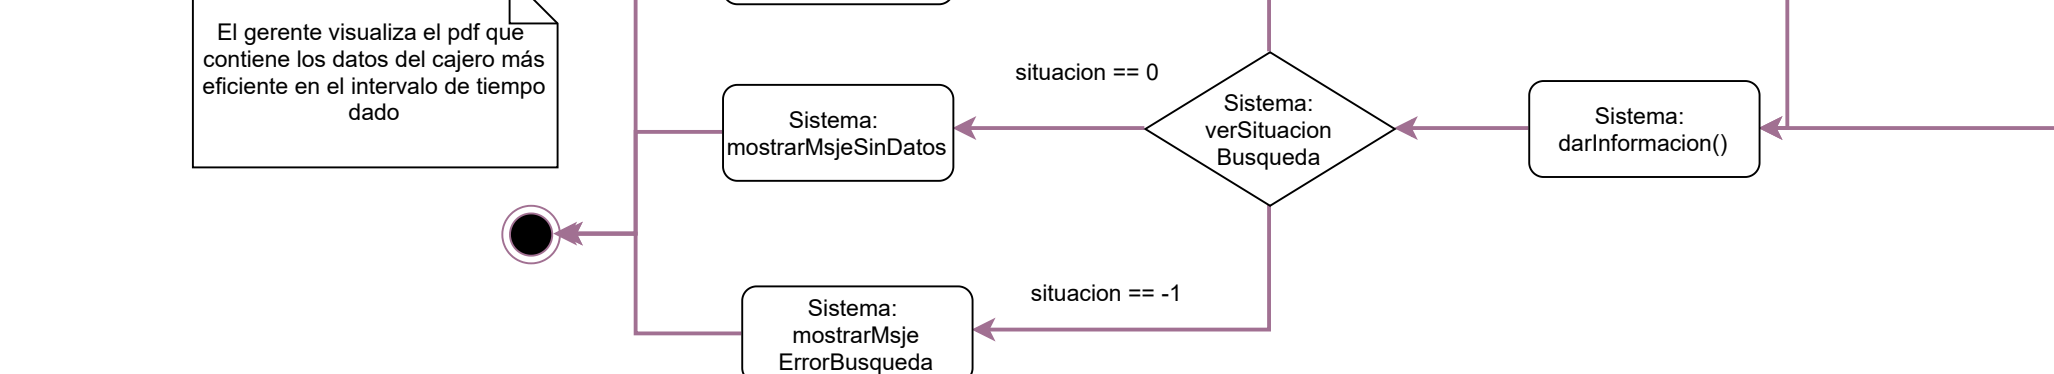 El gerente visualiza el pdf que
contiene los datos del cajero más
eficiente en el intervalo de tiempo
dado
situacion == 0
Sistema:
mostrarMsjeSinDatos
Sistema:
verSituacion
Busqueda
Sistema:
darInformacion()
situacion == -1
Sistema:
mostrarMsje
ErrorBusqueda